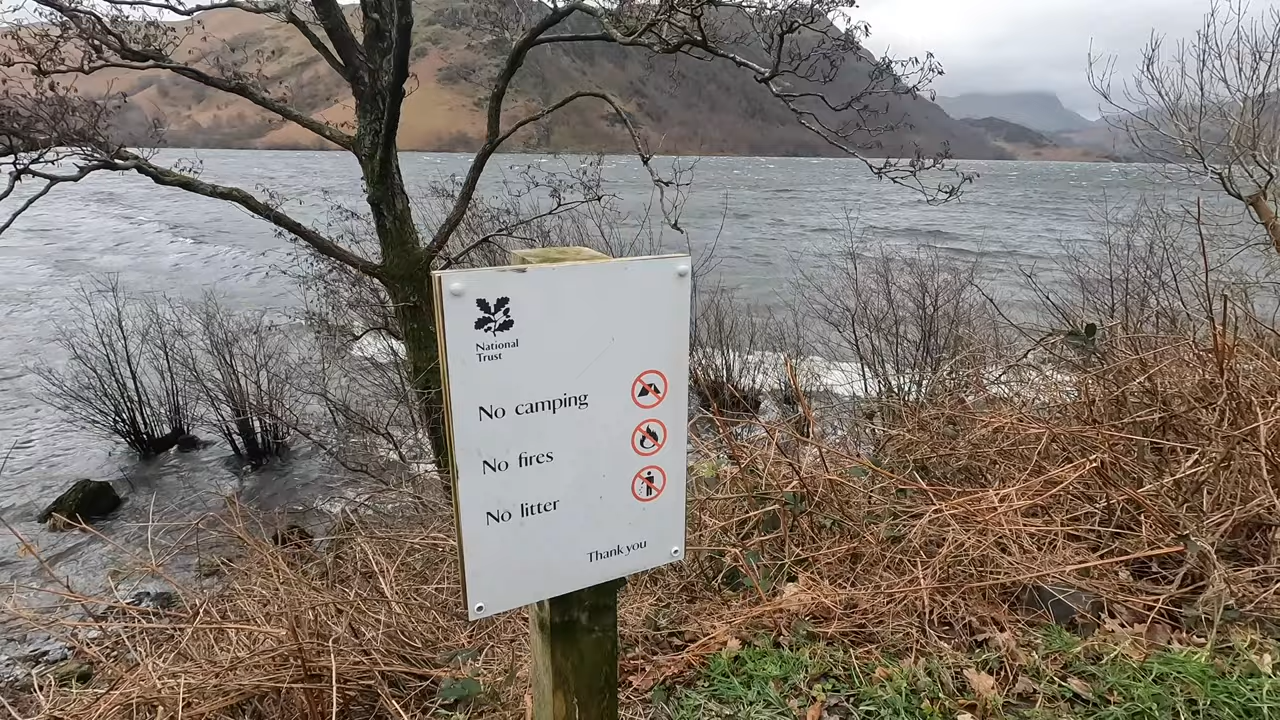 National
Trust
No camping
No fires
No litter
Thank you